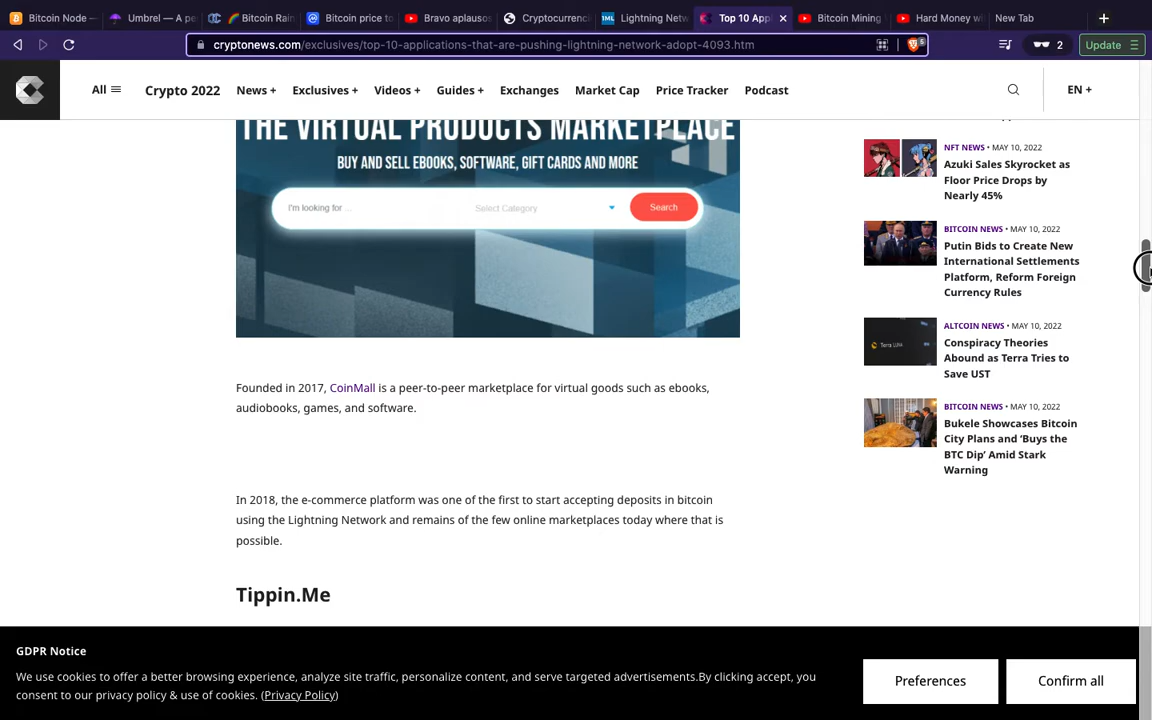 Bitcoin Node —
Umbrel — A pe
Bitcoin Rain
Bitcoin price to
Bravo aplausos
Cryptocurrenc
1ML Lightning Netw
Top 10 Appl
Bitcoin Mining
Hard Money wi
New Tab
cryptonews.com/exclusives/top-10-applications-that-are-pushing-lightning-network-adopt-4093.htm
6
2
Update
All
Crypto 2022
News +
Exclusives +
Videos +
Guides +
Exchanges
Market Cap
Price Tracker
Podcast
EN +
THE VIRTUAL PRODUCTS MARKETPLACE
BUY AND SELL EBOOKS, SOFTWARE, GIFT CARDS AND MORE
I'm looking for ...
Select Category
Search
Founded in 2017, CoinMall is a peer-to-peer marketplace for virtual goods such as ebooks,
audiobooks, games, and software.
In 2018, the e-commerce platform was one of the first to start accepting deposits in bitcoin
using the Lightning Network and remains of the few online marketplaces today where that is
possible.
Tippin.Me
NFT NEWS • MAY 10, 2022
Azuki Sales Skyrocket as
Floor Price Drops by
Nearly 45%
BITCOIN NEWS • MAY 10, 2022
Putin Bids to Create New
International Settlements
Platform, Reform Foreign
Currency Rules
ALTCOIN NEWS • MAY 10, 2022
Conspiracy Theories
Abound as Terra Tries to
Save UST
Terra LUNA
BITCOIN NEWS • MAY 10, 2022
Bukele Showcases Bitcoin
City Plans and ‘Buys the
BTC Dip’ Amid Stark
Warning
GDPR Notice
We use cookies to offer a better browsing experience, analyze site traffic, personalize content, and serve targeted advertisements.By clicking accept, you
consent to our privacy policy & use of cookies. (Privacy Policy)
Preferences
Confirm all